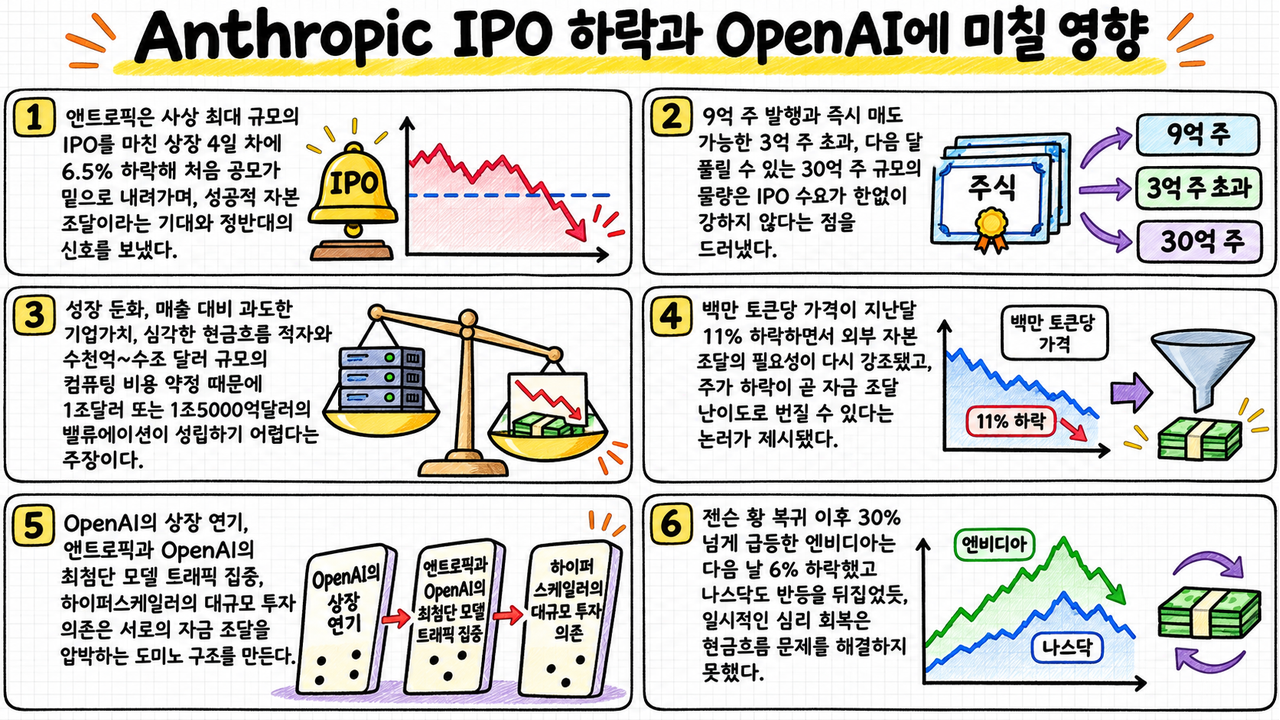 Anthropic IPO 하락과 OpenAI에 미칠 영향
1
앤트로픽은 사상 최대 규모의
IPO를 마친 상장 4일 차에
6.5% 하락해 처음 공모가
밑으로 내려가며, 성공적 자본
조달이라는 기대와 정반대의
신호를 보냈다.
IPO
2
9억 주 발행과 즉시 매도
가능한 3억 주 초과, 다음 달
풀릴 수 있는 30억 주 규모의
물량은 IPO 수요가 한없이
강하지 않다는 점을
드러냈다.
주식
9억 주
3억 주 초과
30억 주
3
성장 둔화, 매출 대비 과도한
기업가치, 심각한 현금흐름 적자와
수천억~수조 달러 규모의
컴퓨팅 비용 약정 때문에
1조달러 또는 1조5000억달러의
밸류에이션이 성립하기 어렵다는
주장이다.
4
백만 토큰당 가격이 지난달
11% 하락하면서 외부 자본
조달의 필요성이 다시 강조됐고,
주가 하락이 곧 자금 조달
난이도로 번질 수 있다는
논러가 제시됐다.
백만 토큰당
가격
11% 하락
5
OpenAI의 상장 연기,
앤트로픽과 OpenAI의
최첨단 모델 트래픽 집중,
하이퍼스케일러의 대규모 투자
의존은 서로의 자금 조달을
압박하는 도미노 구조를 만든다.
OpenAI의
상장
연기
앤트로픽과
OpenAI의
최첨단 모델
트래픽 집중
하이퍼
스케일러의
대규모 투자
의존
6
젠슨 황 복귀 이후 30%
넘게 급등한 엔비디아는
다음 날 6% 하락했고
나스닥도 반등을 뒤집었듯,
일시적인 심리 회복은
현금흐름 문제를 해결하지
못했다.
엔비디아
나스닥